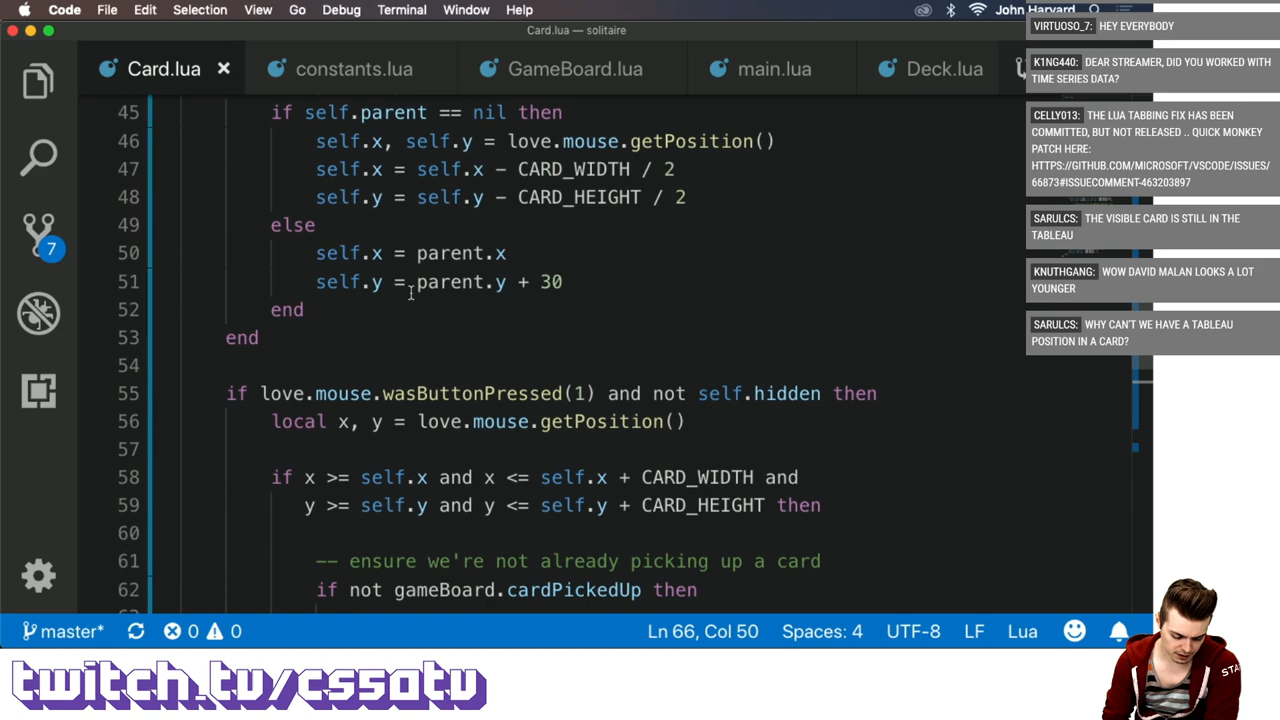 Code File Edit Selection View Go Debug Terminal Window Help John Harvard
Card.lua — solitaire
Card.lua constants.lua GameBoard.lua main.lua Deck.lua
45 if self.parent == nil then
46 self.x, self.y = love.mouse.getPosition()
47 self.x = self.x - CARD_WIDTH / 2
48 self.y = self.y - CARD_HEIGHT / 2
49 else
50 self.x = parent.x
51 self.y = parent.y + 30
52 end
53 end
54
55 if love.mouse.wasButtonPressed(1) and not self.hidden then
56 local x, y = love.mouse.getPosition()
57
58 if x >= self.x and x <= self.x + CARD_WIDTH and
59 y >= self.y and y <= self.y + CARD_HEIGHT then
60
61 -- ensure we're not already picking up a card
62 if not gameBoard.cardPickedUp then
7
master* 0 0 Ln 66, Col 50 Spaces: 4 UTF-8 LF Lua
VIRTUOSO_7: HEY EVERYBODY
K1NG440: DEAR STREAMER, DID YOU WORKED WITH
TIME SERIES DATA?
CELLY013: THE LUA TABBING FIX HAS BEEN
COMMITTED, BUT NOT RELEASED .. QUICK MONKEY
PATCH HERE:
HTTPS://GITHUB.COM/MICROSOFT/VSCODE/ISSUES/
66873#ISSUECOMMENT-463203897
SARULCS: THE VISIBLE CARD IS STILL IN THE
TABLEAU
KNUTHGANG: WOW DAVID MALAN LOOKS A LOT
YOUNGER
SARULCS: WHY CAN'T WE HAVE A TABLEAU
POSITION IN A CARD?
twitch.tv/cs50tv